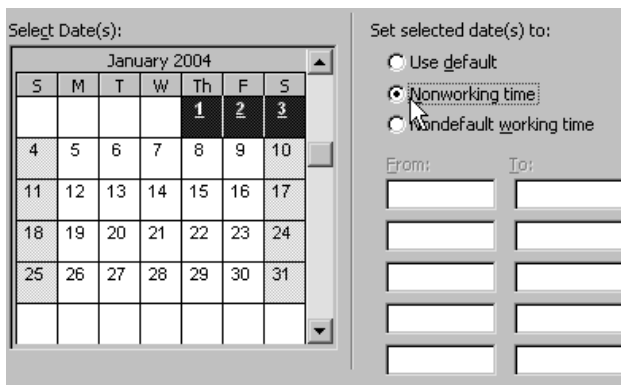 Select Date(s):
January 2004
S M T W Th F S
1 2 3
4 5 6 7 8 9 10
11 12 13 14 15 16 17
18 19 20 21 22 23 24
25 26 27 28 29 30 31
Set selected date(s) to:
Use default
Nonworking time
Nondefault working time
From: To: